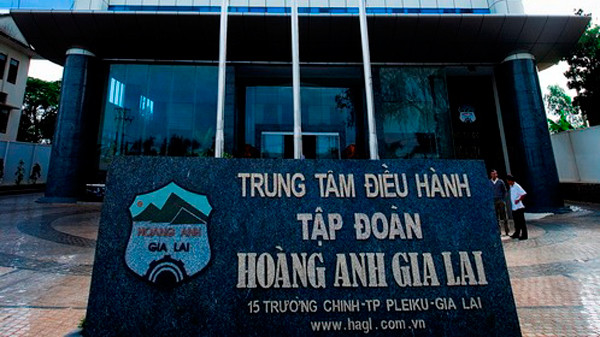 HOÀNG ANH
GIA LAI
TRUNG TÂM ĐIỀU HÀNH
TẬP ĐOÀN
HOÀNG ANH GIA LAI
15 TRƯỜNG CHINH-TP PLEIKU-GIA LAI
www.hagl.com.vn